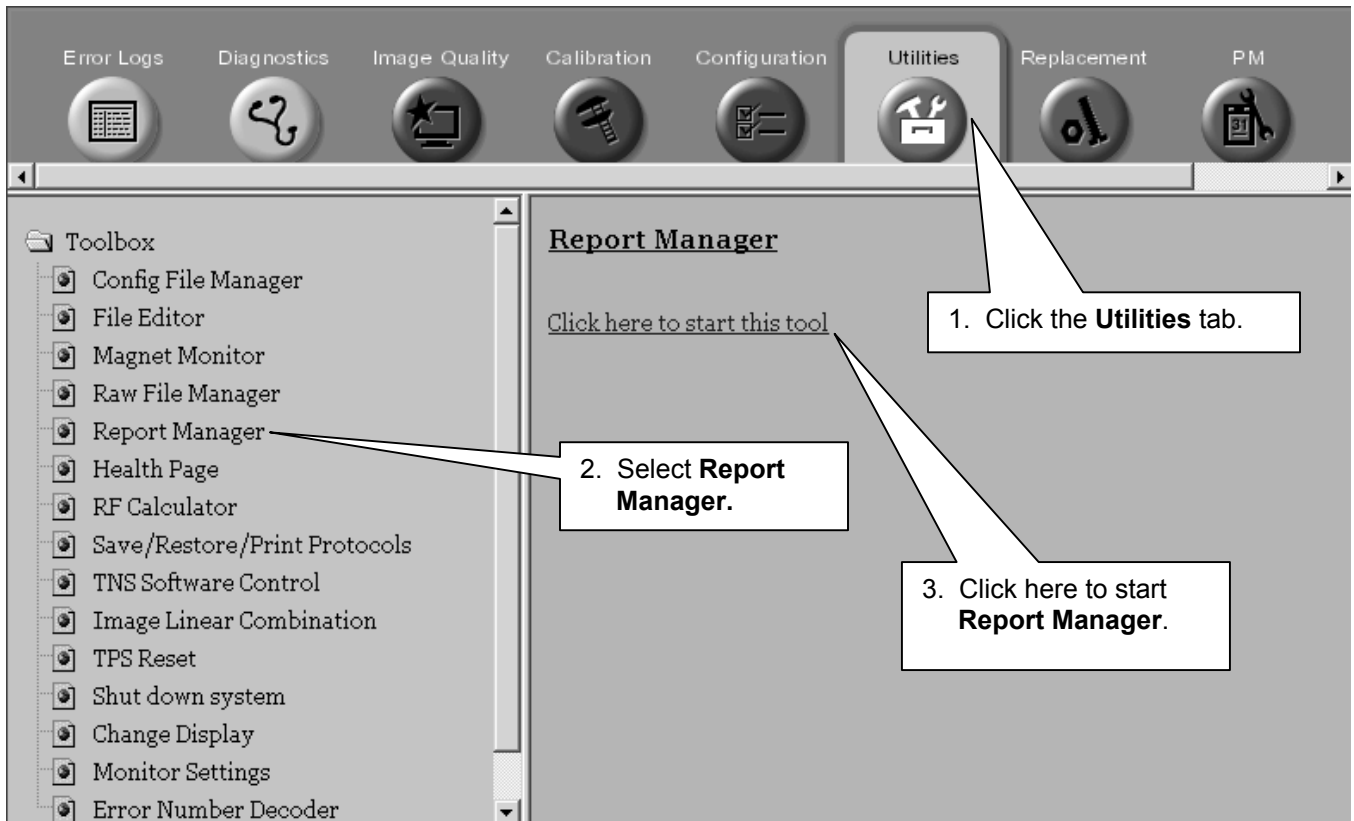 Error Logs Diagnostics Image Quality Calibration Configuration Utilities Replacement PM
31
Toolbox
Config File Manager
File Editor
Magnet Monitor
Raw File Manager
Report Manager
Health Page
RF Calculator
Save/Restore/Print Protocols
TNS Software Control
Image Linear Combination
TPS Reset
Shut down system
Change Display
Monitor Settings
Error Number Decoder
Report Manager
Click here to start this tool
1. Click the Utilities tab.
2. Select Report
Manager.
3. Click here to start
Report Manager.